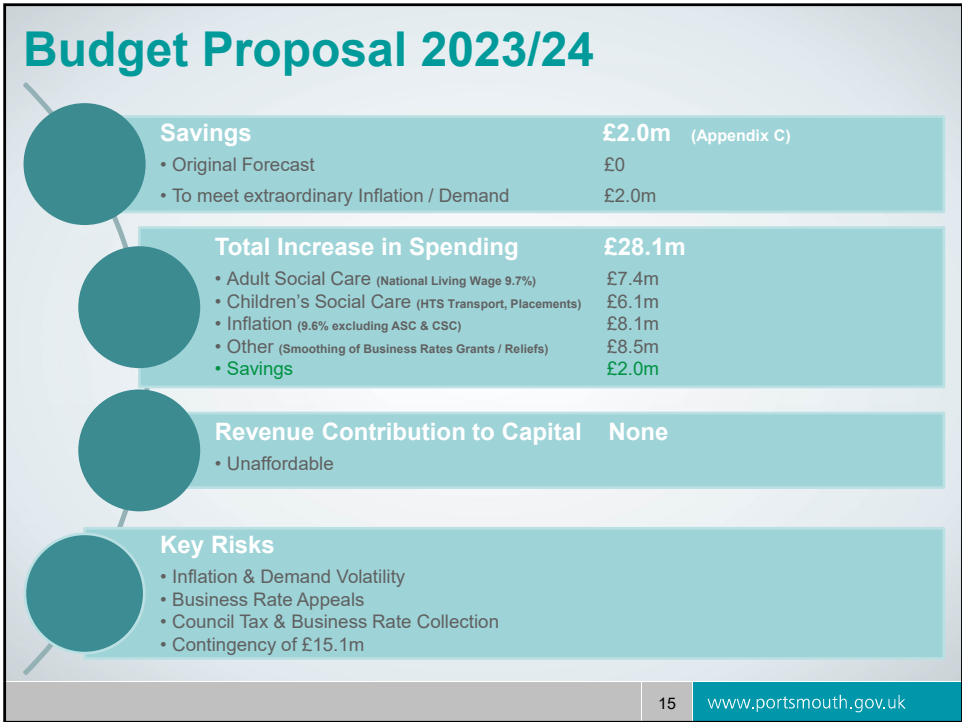 Budget Proposal 2023/24
Savings £2.0m (Appendix C)
• Original Forecast £0
• To meet extraordinary Inflation / Demand £2.0m
Total Increase in Spending £28.1m
• Adult Social Care (National Living Wage 9.7%) £7.4m
• Children's Social Care (HTS Transport, Placements) £6.1m
• Inflation (9.6% excluding ASC & CSC) £8.1m
• Other (Smoothing of Business Rates Grants / Reliefs) £8.5m
• Savings £2.0m
Revenue Contribution to Capital None
• Unaffordable
Key Risks
• Inflation & Demand Volatility
• Business Rate Appeals
• Council Tax & Business Rate Collection
• Contingency of £15.1m
15 www.portsmouth.gov.uk